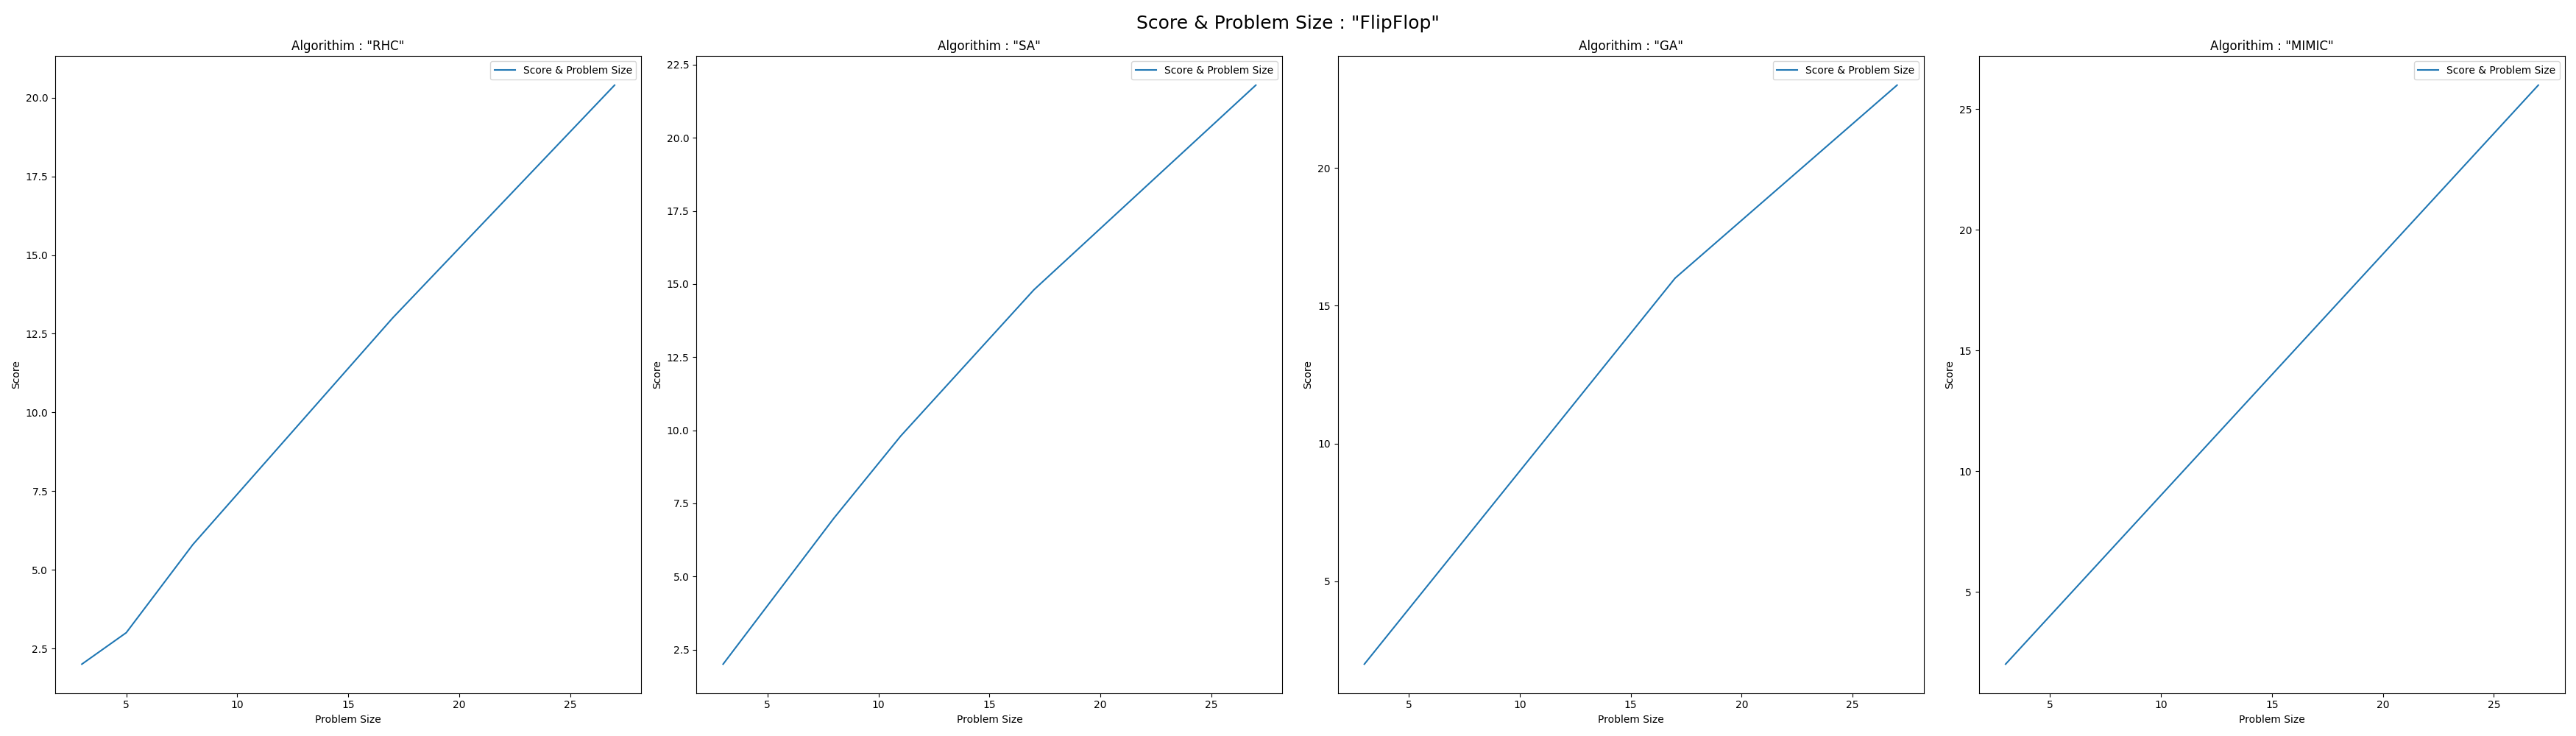 Score & Problem Size : "FlipFlop"
Algorithim : "RHC"
Score & Problem Size
20.0
17.5
15.0
12.5
10.0
7.5
5.0
2.5
Score
5 10 15 20 25
Problem Size
Algorithim : "SA"
Score & Problem Size
22.5
20.0
17.5
15.0
12.5
10.0
7.5
5.0
2.5
Score
5 10 15 20 25
Problem Size
Algorithim : "GA"
Score & Problem Size
20
15
10
5
Score
5 10 15 20 25
Problem Size
Algorithim : "MIMIC"
Score & Problem Size
25
20
15
10
5
Score
5 10 15 20 25
Problem Size